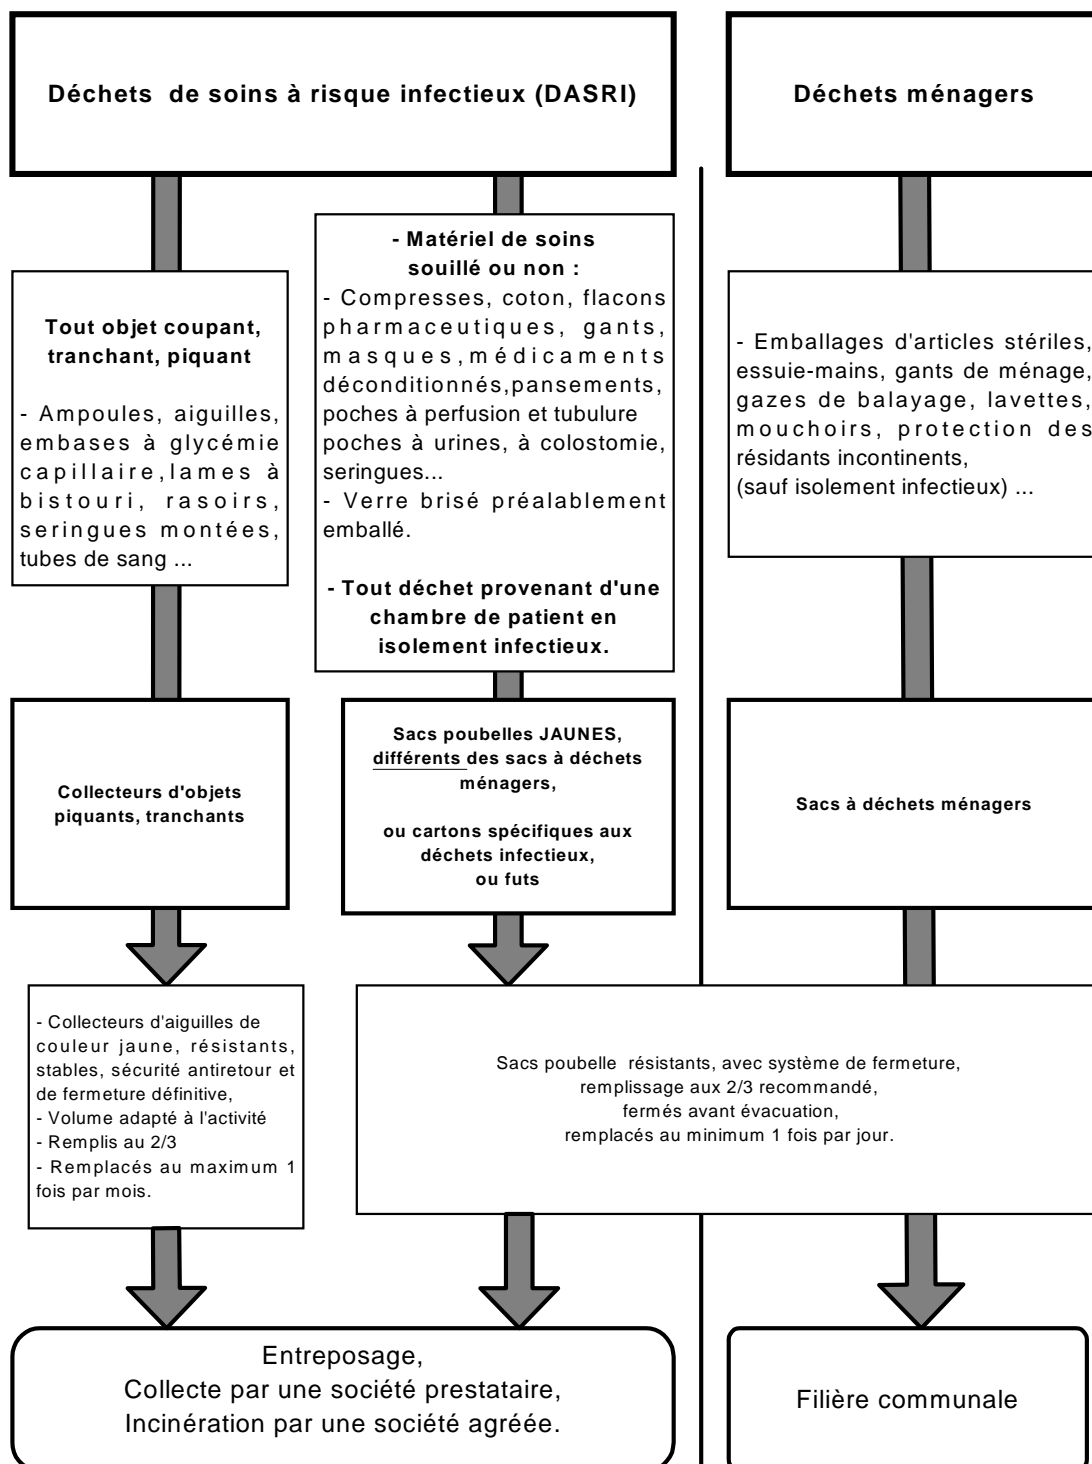 Déchets de soins à risque infectieux (DASRI)
Déchets ménagers
Tout objet coupant,
tranchant, piquant
- Ampoules, aiguilles,
embases à glycémie
capillaire,lames à
bistouri, rasoirs,
seringues montées,
tubes de sang ...
- Matériel de soins
souillé ou non :
- Compresses, coton, flacons
pharmaceutiques, gants,
masques,médicaments
déconditionnés,pansements,
poches à perfusion et tubulure
poches à urines, à colostomie,
seringues...
- Verre brisé préalablement
emballé.
- Tout déchet provenant d'une
chambre de patient en
isolement infectieux.
- Emballages d'articles stériles,
essuie-mains, gants de ménage,
gazes de balayage, lavettes,
mouchoirs, protection des
résidants incontinents,
(sauf isolement infectieux) ...
Collecteurs d'objets
piquants, tranchants
Sacs poubelles JAUNES,
différents des sacs à déchets
ménagers,
ou cartons spécifiques aux
déchets infectieux,
ou futs
Sacs à déchets ménagers
- Collecteurs d'aiguilles de
couleur jaune, résistants,
stables, sécurité antiretour et
de fermeture définitive,
- Volume adapté à l'activité
- Remplis au 2/3
- Remplacés au maximum 1
fois par mois.
Sacs poubelle résistants, avec système de fermeture,
remplissage aux 2/3 recommandé,
fermés avant évacuation,
remplacés au minimum 1 fois par jour.
Entreposage,
Collecte par une société prestataire,
Incinération par une société agréée.
Filière communale